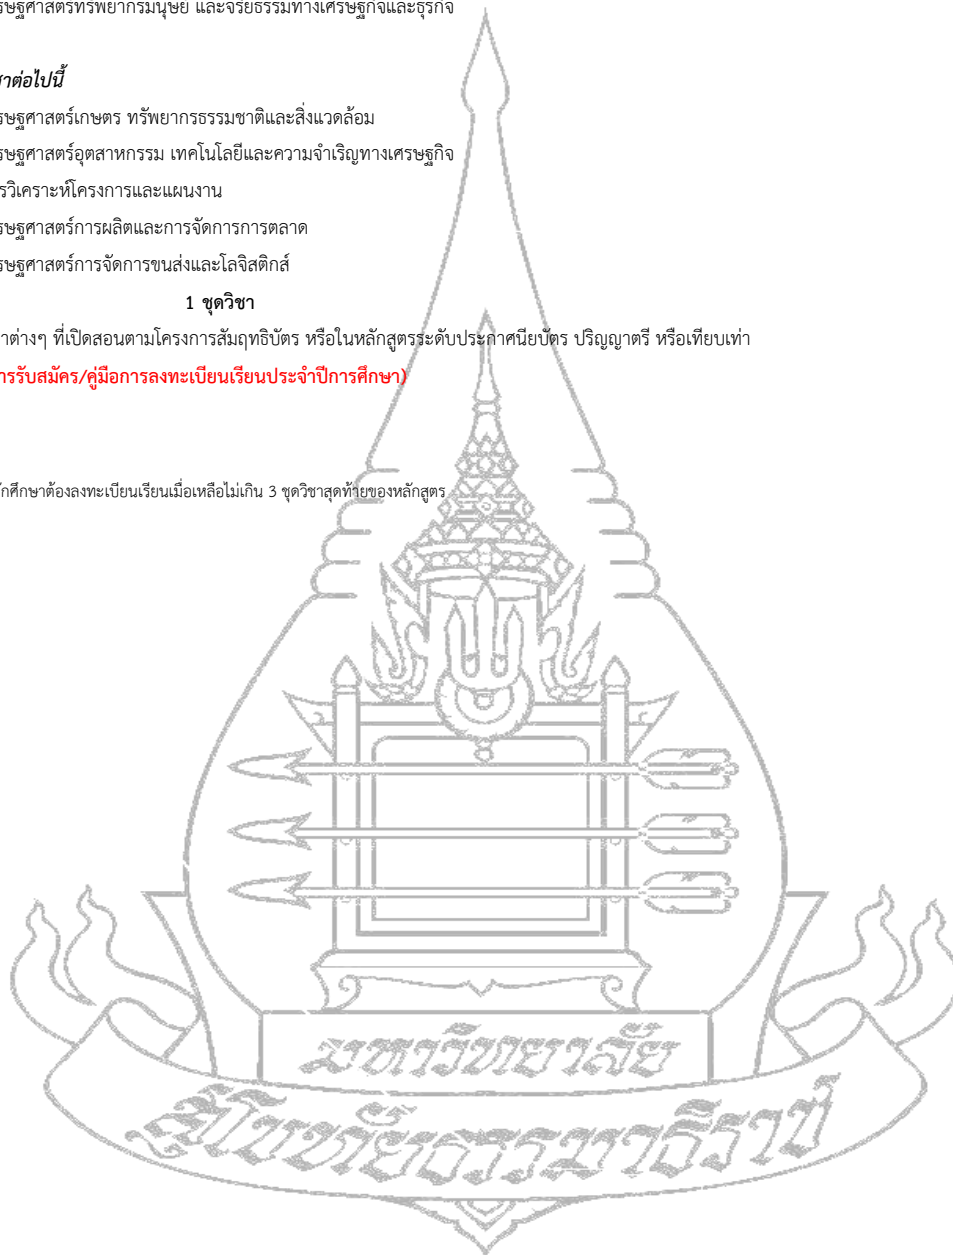 รษฐศาสตร์ทรัพยากรมนุษย์ และจริยธรรมทางเศรษฐกิจและธุรกิจ
าต่อไปนี้
รษฐศาสตร์เกษตร ทรัพยากรธรรมชาติและสิ่งแวดล้อม
รษฐศาสตร์อุตสาหกรรม เทคโนโลยีและความจำเริญทางเศรษฐกิจ
รวิเคราะห์โครงการและแผนงาน
รษฐศาสตร์การผลิตและการจัดการการตลาด
รษฐศาสตร์การจัดการขนส่งและโลจิสติกส์
1 ชุดวิชา
าต่างๆ ที่เปิดสอนตามโครงการสัมฤทธิบัตร หรือในหลักสูตรระดับประกาศนียบัตร ปริญญาตรี หรือเทียบเท่า
ารรับสมัคร/คู่มือการลงทะเบียนเรียนประจำปีการศึกษา)
ักศึกษาต้องลงทะเบียนเรียนเมื่อเหลือไม่เกิน 3 ชุดวิชาสุดท้ายของหลักสูตร
มหาวิทยาลัย
สุโขทัยธรรมาธิราช